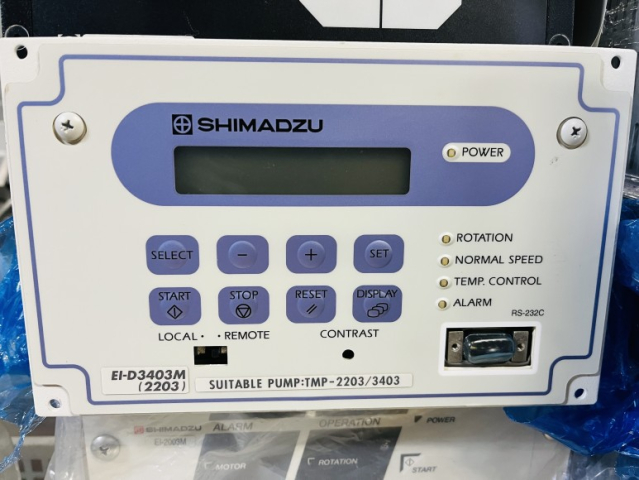 SHIMADZU
POWER
SELECT
−
+
SET
START
STOP
RESET
DISPLAY
ROTATION
NORMAL SPEED
TEMP. CONTROL
ALARM
RS-232C
LOCAL • • REMOTE
CONTRAST
EI-D3403M
(2203)
SUITABLE PUMP:TMP-2203/3403
SHIMADZU
EI-2003M
ALARM
OPERATION
POWER
MOTOR
ROTATION
START